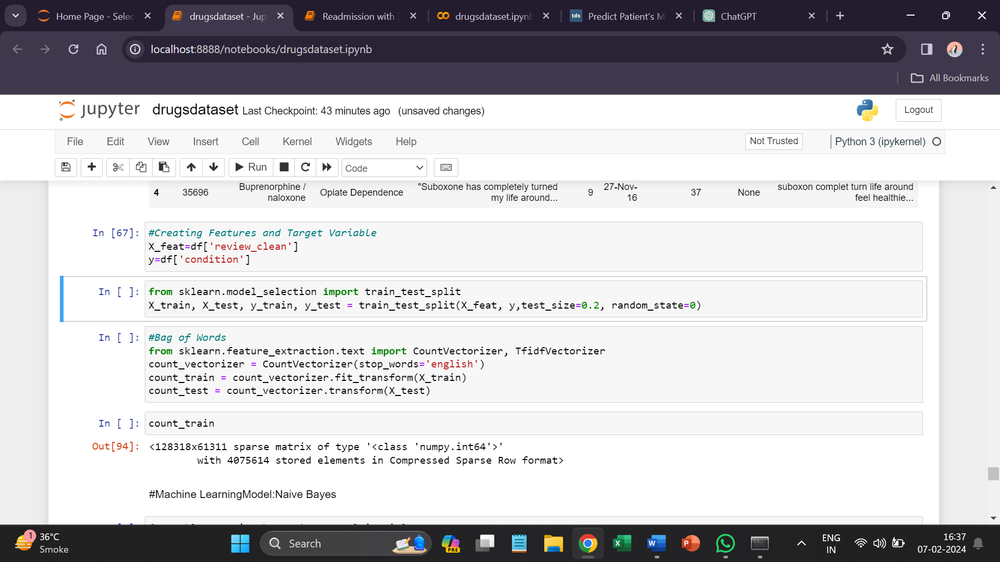 Home Page - Selec
drugsdataset - Jup
Readmission with 3
drugsdataset.ipynb
tds
Predict Patient's M
ChatGPT
localhost:8888/notebooks/drugsdataset.ipynb
All Bookmarks
jupyter drugsdataset Last Checkpoint: 43 minutes ago (unsaved changes)
Logout
File Edit View Insert Cell Kernel Widgets Help
Not Trusted
Python 3 (ipykernel)
Run
Code
4 35696 Buprenorphine / naloxone Opiate Dependence "Suboxone has completely turned my life around... 9 27-Nov-16 37 None suboxon complet turn life around feel healthie...
In [67]: #Creating Features and Target Variable
X_feat=df['review_clean']
y=df['condition']
In [ ]: from sklearn.model_selection import train_test_split
X_train, X_test, y_train, y_test = train_test_split(X_feat, y,test_size=0.2, random_state=0)
In [ ]: #Bag of Words
from sklearn.feature_extraction.text import CountVectorizer, TfidfVectorizer
count_vectorizer = CountVectorizer(stop_words='english')
count_train = count_vectorizer.fit_transform(X_train)
count_test = count_vectorizer.transform(X_test)
In [ ]: count_train
Out[94]: <128318x61311 sparse matrix of type '<class 'numpy.int64'>'
with 4075614 stored elements in Compressed Sparse Row format>
#Machine LearningModel:Naive Bayes
1
36°C
Smoke
Search
PRE
ENG
IN
16:37
07-02-2024